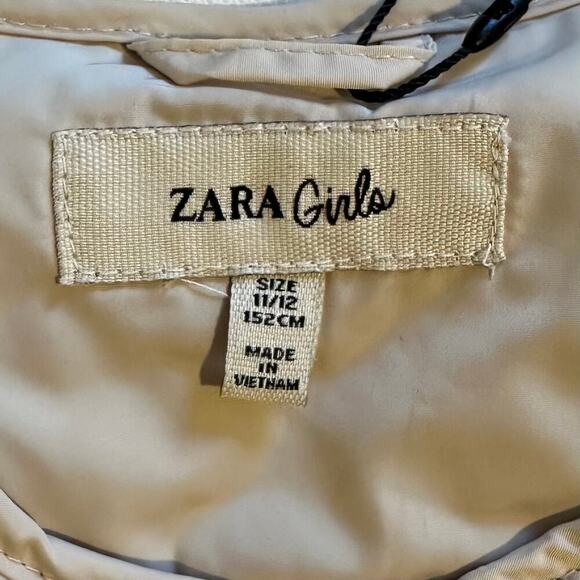 ZARA Girls
SIZE
11/12
152CM
MADE
IN
VIETNAM